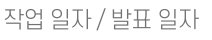 작업 일자 / 발표 일자